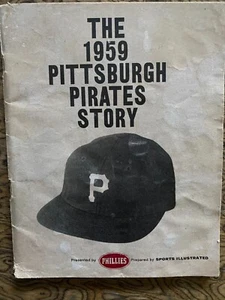 THE
1959
PITTSBURGH
PIRATES
STORY
P
Presented by PHILLIES Prepared by SPORTS ILLUSTRATED